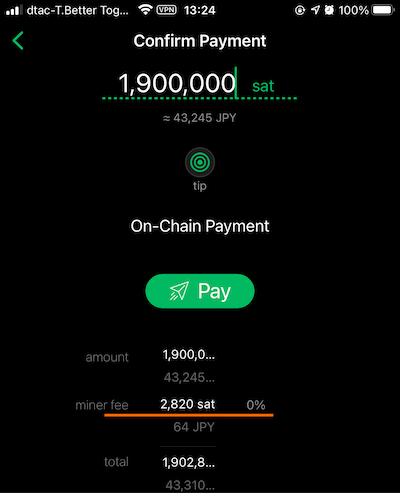 dtac-T.Better Tog... VPN 13:24 100%
Confirm Payment
1,900,000 sat
≈ 43,245 JPY
tip
On-Chain Payment
Pay
amount 1,900,0...
43,245...
miner fee 2,820 sat 0%
64 JPY
total 1,902,8...
43,310...